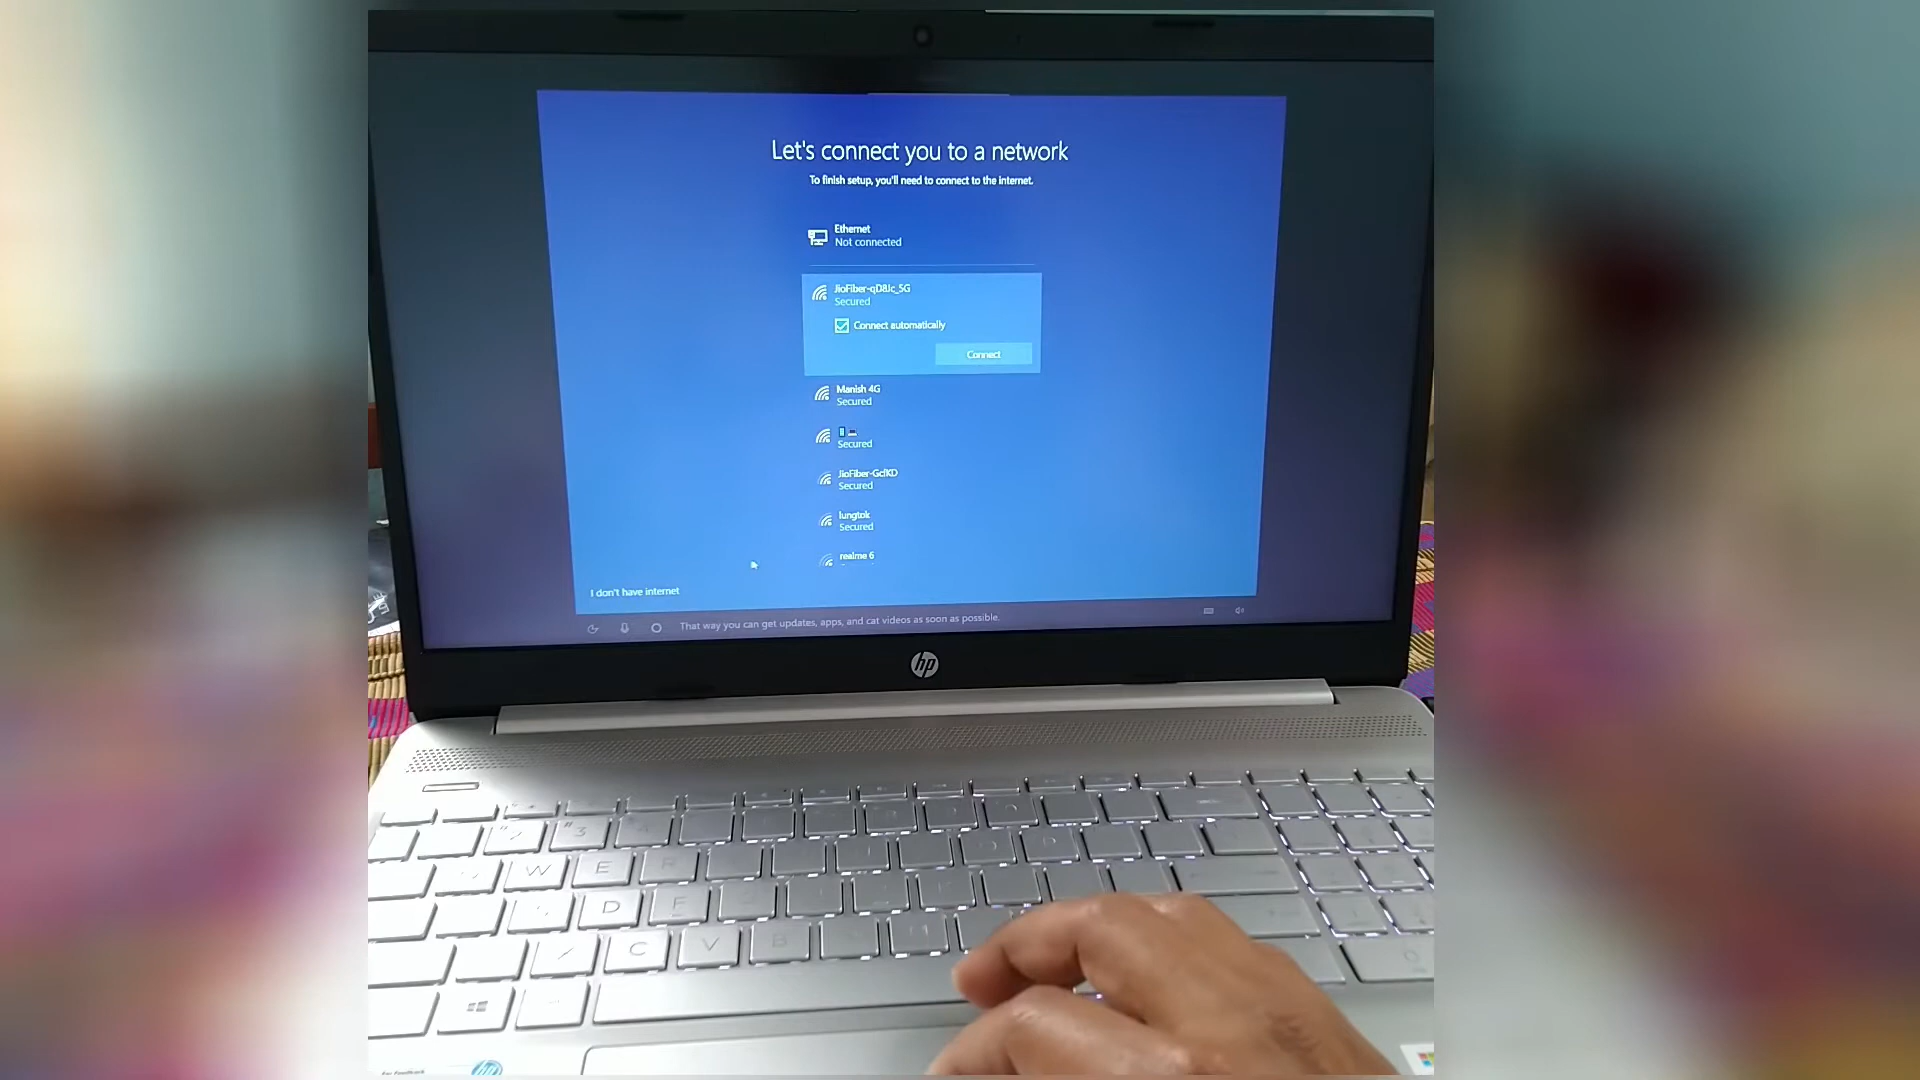 Let's connect you to a network
To finish setup, you'll need to connect to the internet.
Ethernet
Not connected
JioFiber-qD8Jc_5G
Secured
Connect automatically
Connect
Manish 4G
Secured
Secured
Secured
lungtok
Secured
realme 6
I don't have internet
That way you can get updates, apps, and cat videos as soon as possible.
hp
3
W E R
O P
D F
K
C V B
hp